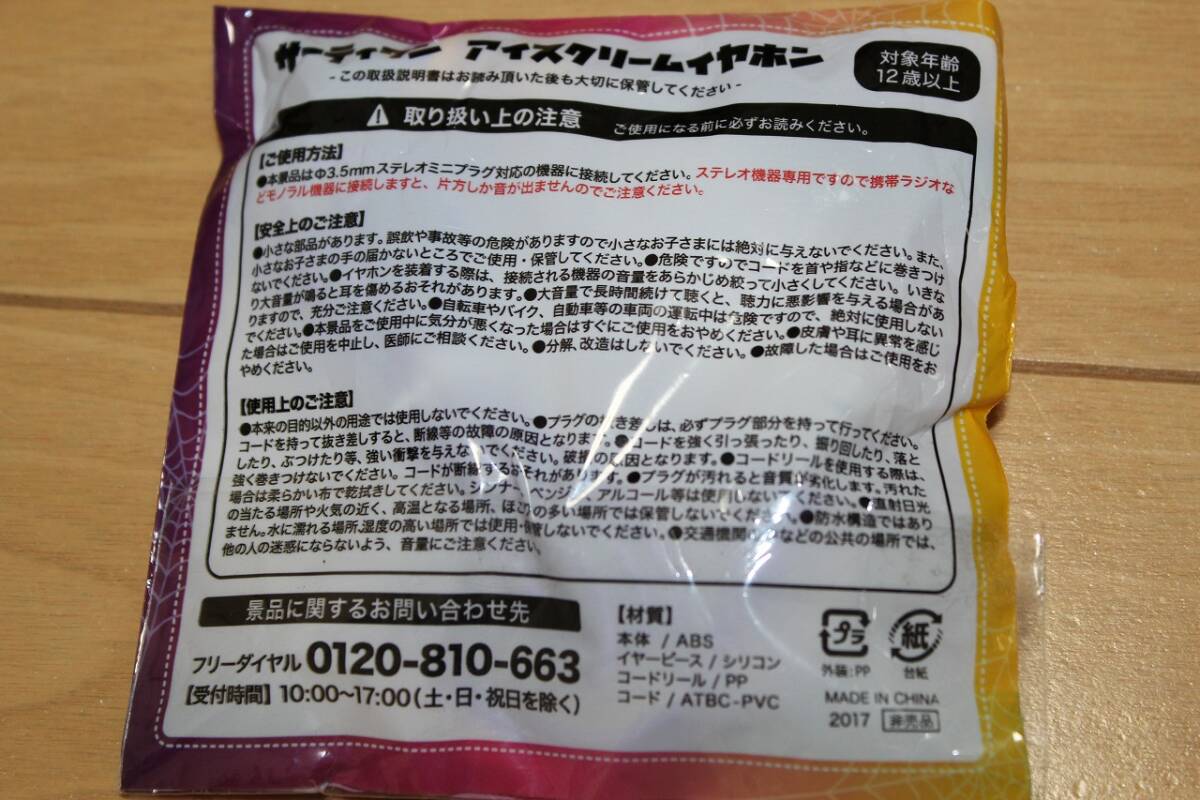 サーティワン アイスクリームイヤホン
対象年齢
12歳以上
- この取扱説明書はお読み頂いた後も大切に保管してください -
取り扱い上の注意 ご使用になる前に必ずお読みください。
【ご使用方法】
●本景品はΦ3.5mmステレオミニプラグ対応の機器に接続してください。ステレオ機器専用ですので携帯ラジオな
どモノラル機器に接続しますと、片方しか音が出ませんのでご注意ください。
【安全上のご注意】
●小さな部品があります。誤飲や事故等の危険がありますので小さなお子さまには絶対に与えないでください。また、
小さなお子さまの手の届かないところでご使用・保管してください。●危険ですのでコードを首や指などに巻きつけ
ないでください。●イヤホンを装着する際は、接続される機器の音量をあらかじめ絞って小さくしてください。いきな
り大音量が鳴ると耳を傷めるおそれがあります。●大音量で長時間続けて聴くと、聴力に悪影響を与える場合があ
りますので、充分ご注意ください。●自転車やバイク、自動車等の車両の運転中は危険ですので、絶対に使用しない
でください。●本景品をご使用中に気分が悪くなった場合はすぐにご使用をおやめください。●皮膚や耳に異常を感じ
た場合はご使用を中止し、医師にご相談ください。●分解、改造はしないでください。●故障した場合はご使用をお
やめください。
【使用上のご注意】
●本来の目的以外の用途では使用しないでください。●プラグの抜き差しは、必ずプラグ部分を持って行ってください。
コードを持って抜き差しすると、断線等の故障の原因となります。●コードを強く引っ張ったり、振り回したり、落と
したり、ぶつけたり等、強い衝撃を与えないでください。破損の原因となります。●コードリールを使用する際は、
強く巻きつけないでください。コードが断線するおそれがあります。●プラグが汚れると音質が劣化します。汚れた
場合は柔らかい布で乾拭きしてください。シンナー、ベンジン、アルコール等は使用しないでください。●直射日光
の当たる場所や火気の近く、高温となる場所、ほこりの多い場所では保管しないでください。●防水構造ではあり
ません。水に濡れる場所、湿度の高い場所では使用・保管しないでください。●交通機関の中などの公共の場所では、
他の人の迷惑にならないよう、音量にご注意ください。
景品に関するお問い合わせ先
フリーダイヤル 0120-810-663
【受付時間】10:00〜17:00(土・日・祝日を除く)
【材質】
本体 / ABS
イヤーピース / シリコン
コードリール / PP
コード / ATBC-PVC
プラ
外装:PP
紙
台紙
MADE IN CHINA
2017 非売品